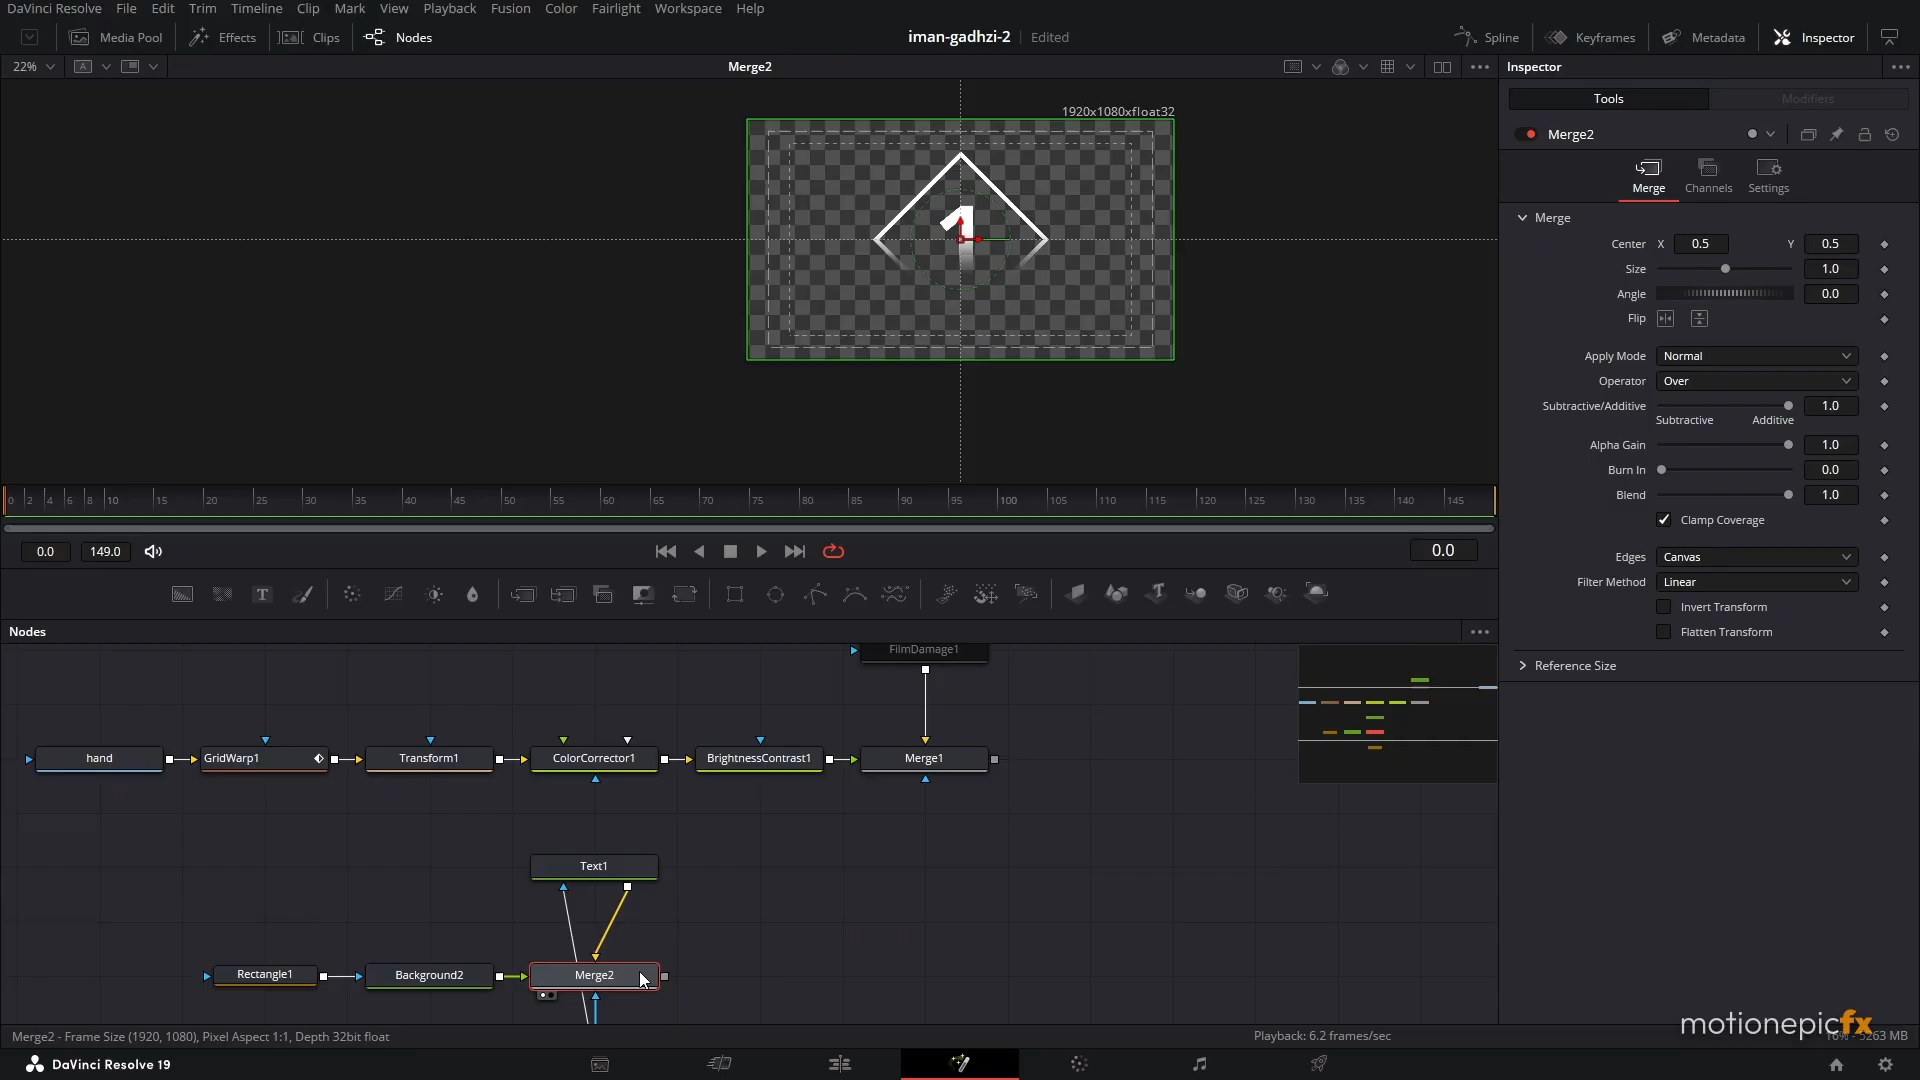 DaVinci Resolve File Edit Trim Timeline Clip Mark View Playback Fusion Color Fairlight Workspace Help
Media Pool Effects Clips Nodes iman-gadhzi-2 Edited Spline Keyframes Metadata Inspector
22% A Merge2 Inspector
1920x1080xfloat32
Tools Modifiers
Merge2
1
Merge Channels Settings
Merge
Center X 0.5 Y 0.5
Size 1.0
Angle 0.0
Flip
Apply Mode Normal
Operator Over
Subtractive/Additive 1.0
Subtractive Additive
Alpha Gain 1.0
Burn In 0.0
Blend 1.0
Clamp Coverage
Edges Canvas
Filter Method Linear
Invert Transform
Flatten Transform
Reference Size
0 2 4 6 8 10 15 20 25 30 35 40 45 50 55 60 65 70 75 80 85 90 95 100 105 110 115 120 125 130 135 140 145
0.0 149.0 0.0
T T
Nodes
FilmDamage1
hand GridWarp1 Transform1 ColorCorrector1 BrightnessContrast1 Merge1
Text1
Rectangle1 Background2 Merge2
motionepicfx
Merge2 - Frame Size (1920, 1080), Pixel Aspect 1:1, Depth 32bit float Playback: 6.2 frames/sec MB
DaVinci Resolve 19